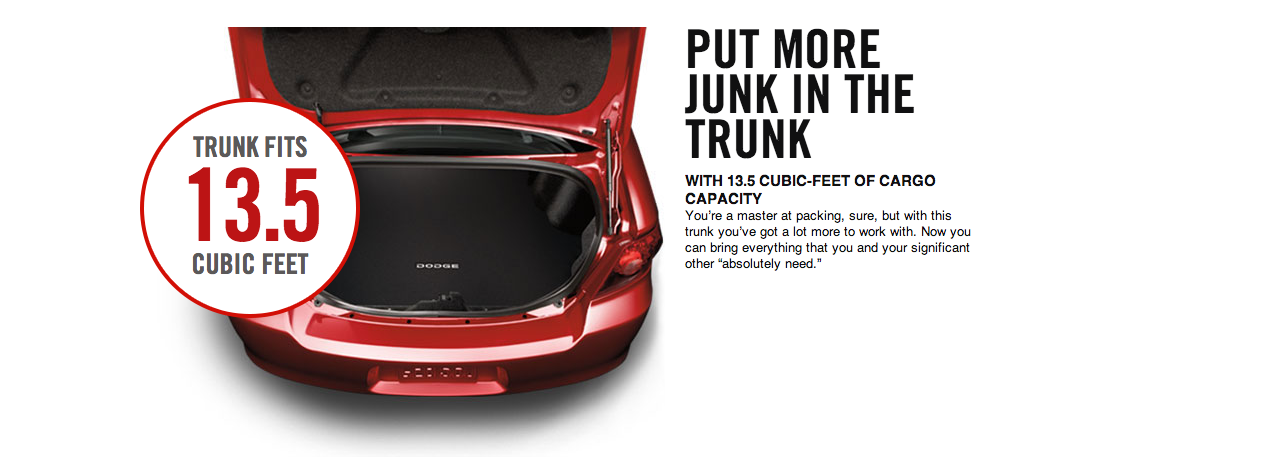 TRUNK FITS
13.5
CUBIC FEET
DODGE
PUT MORE
JUNK IN THE
TRUNK
WITH 13.5 CUBIC-FEET OF CARGO
CAPACITY
You’re a master at packing, sure, but with this
trunk you’ve got a lot more to work with. Now you
can bring everything that you and your significant
other “absolutely need.”